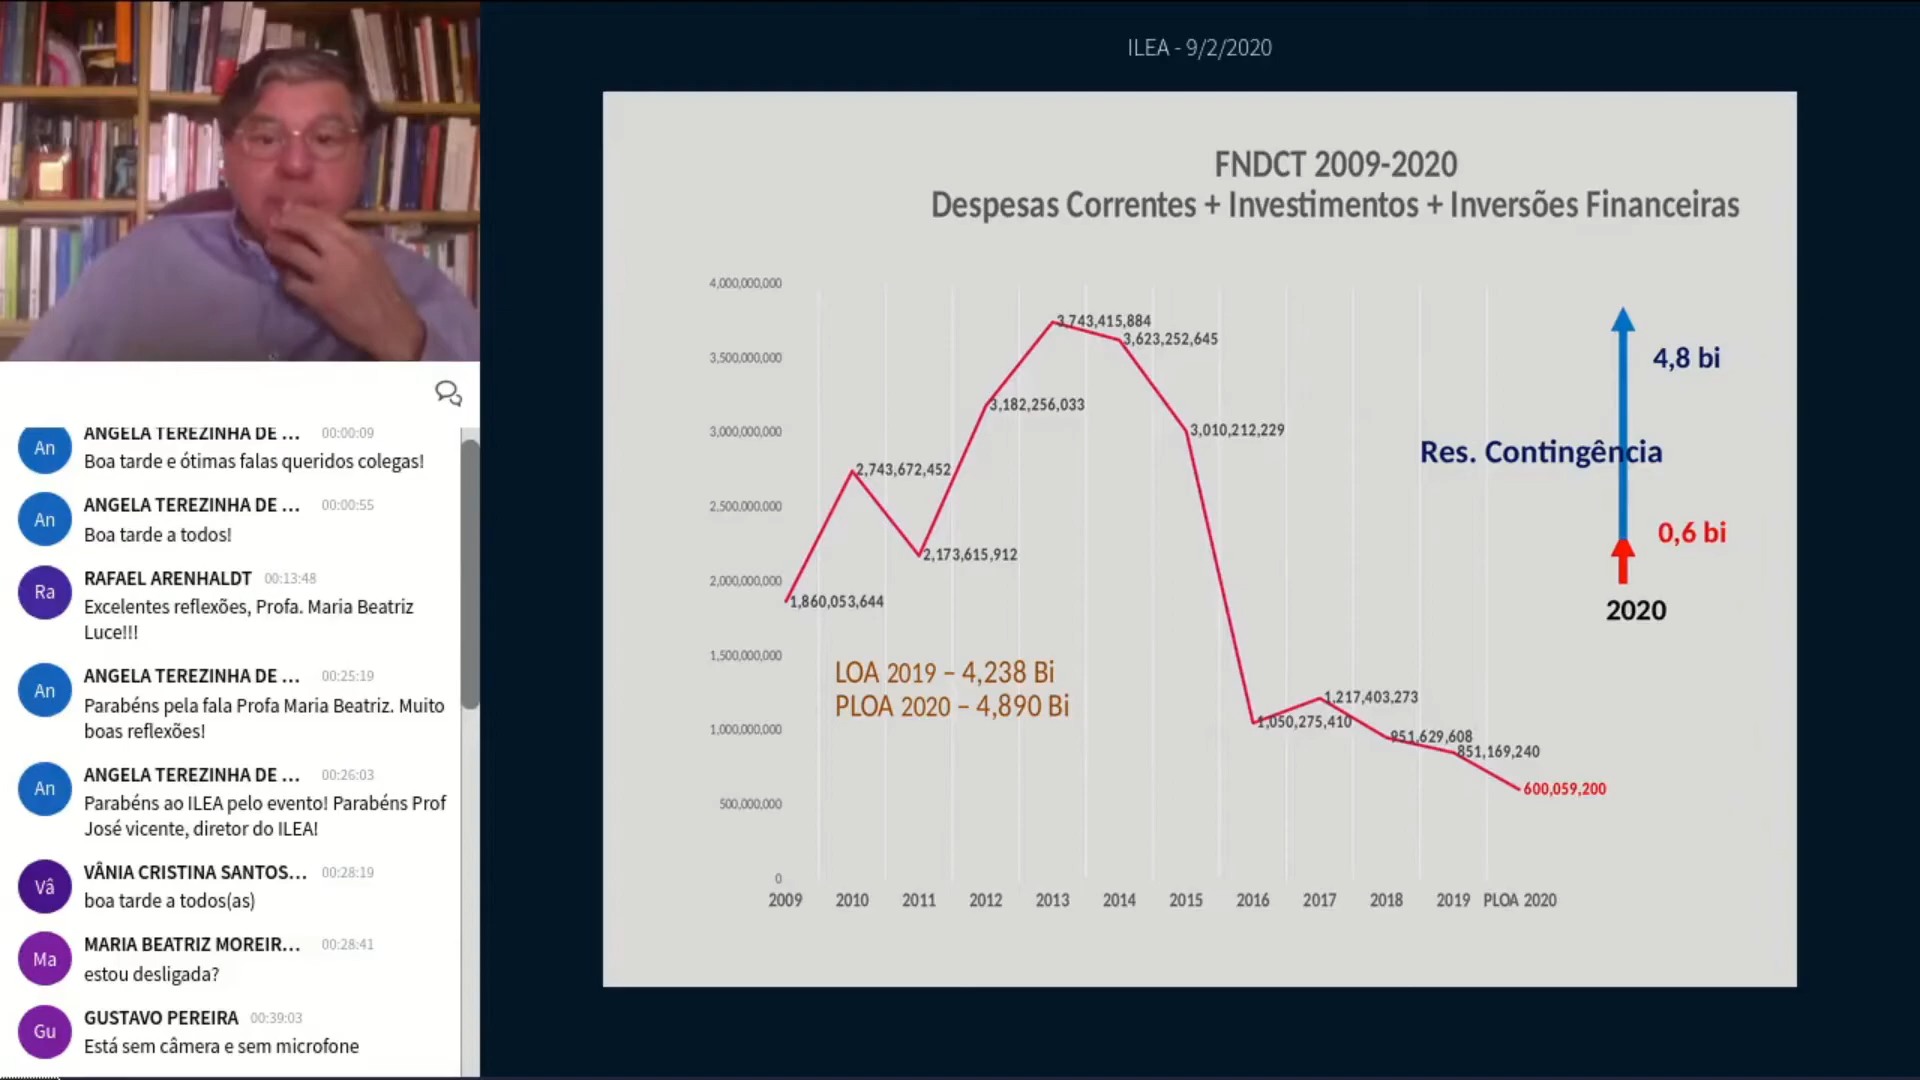 ILEA - 9/2/2020
An
ANGELA TEREZINHA DE ... 00:00:09
Boa tarde e ótimas falas queridos colegas!
An
ANGELA TEREZINHA DE ... 00:00:55
Boa tarde a todos!
Ra
RAFAEL ARENHALDT 00:13:48
Excelentes reflexões, Profa. Maria Beatriz
Luce!!!
An
ANGELA TEREZINHA DE ... 00:25:19
Parabéns pela fala Profa Maria Beatriz. Muito
boas reflexões!
An
ANGELA TEREZINHA DE ... 00:26:03
Parabéns ao ILEA pelo evento! Parabéns Prof
José vicente, diretor do ILEA!
Vâ
VÂNIA CRISTINA SANTOS... 00:28:19
boa tarde a todos(as)
Ma
MARIA BEATRIZ MOREIR... 00:28:41
estou desligada?
Gu
GUSTAVO PEREIRA 00:39:03
Está sem câmera e sem microfone
FNDCT 2009-2020
Despesas Correntes + Investimentos + Inversões Financeiras
4,000,000,000
3,500,000,000
3,000,000,000
2,500,000,000
2,000,000,000
1,500,000,000
1,000,000,000
500,000,000
0
1,860,053,644
2,743,672,452
2,173,615,912
3,182,256,033
3,743,415,884
3,623,252,645
3,010,212,229
1,050,275,410
1,217,403,273
951,629,608
851,169,240
600,059,200
LOA 2019 – 4,238 Bi
PLOA 2020 – 4,890 Bi
4,8 bi
Res. Contingência
0,6 bi
2020
2009 2010 2011 2012 2013 2014 2015 2016 2017 2018 2019 PLOA 2020